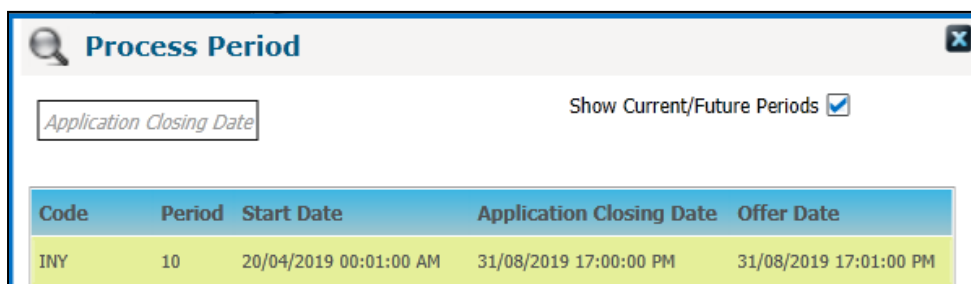 Process Period
Show Current/Future Periods
Application Closing Date
Code Period Start Date Application Closing Date Offer Date
INY 10 20/04/2019 00:01:00 AM 31/08/2019 17:00:00 PM 31/08/2019 17:01:00 PM